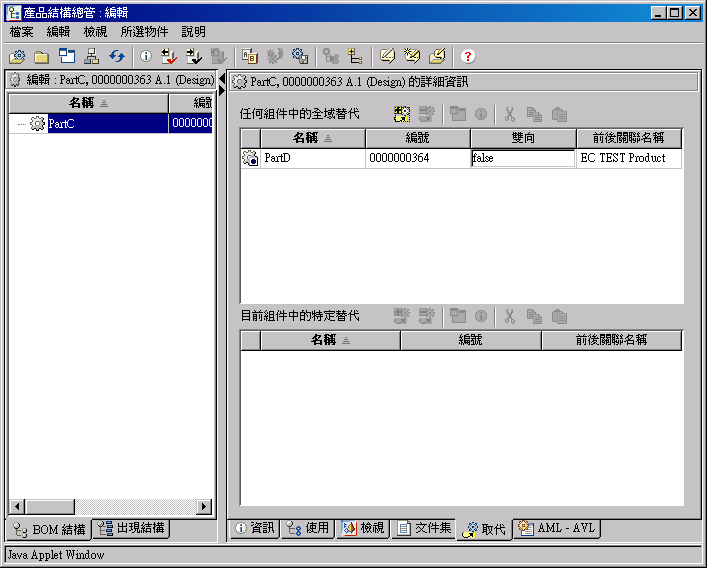 產品結構總管 : 編輯
檔案 編輯 檢視 所選物件 說明
編輯 : PartC, 0000000363 A.1 (Design)
名稱 編號
PartC 000000
PartC, 0000000363 A.1 (Design) 的詳細資訊
任何組件中的全域替代
名稱 編號 雙向 前後關聯名稱
PartD 0000000364 false EC TEST Product
目前組件中的特定替代
名稱 編號 前後關聯名稱
BOM 結構 出現結構
資訊 使用 檢視 文件集 取代 AML - AVL
Java Applet Window